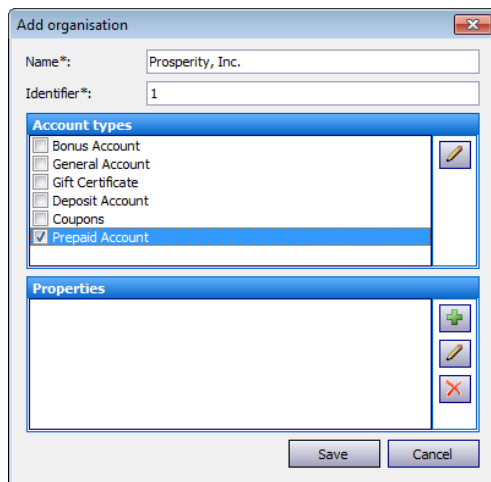 Add organisation
Name*: Prosperity, Inc.
Identifier*: 1
Account types
Bonus Account
General Account
Gift Certificate
Deposit Account
Coupons
Prepaid Account
Properties
Save Cancel